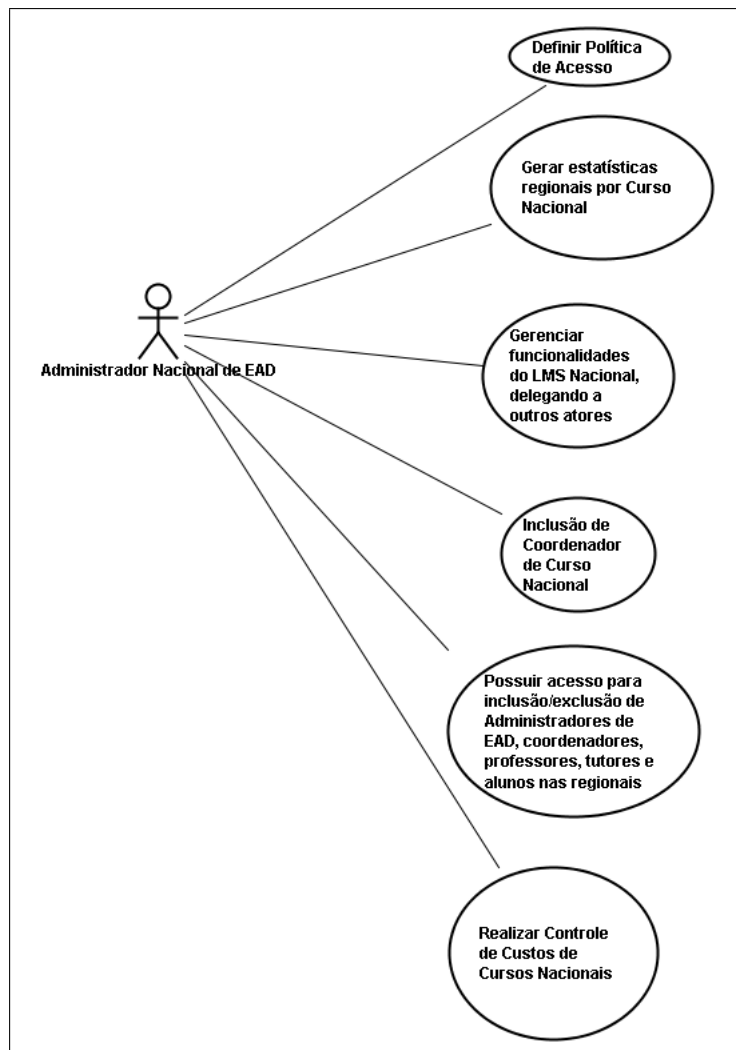 Definir Política
de Acesso
Gerar estatísticas
regionais por Curso
Nacional
Gerenciar
funcionalidades
do LMS Nacional,
delegando a
outros atores
Administrador Nacional de EAD
Inclusão de
Coordenador
de Curso
Nacional
Possuir acesso para
inclusão/exclusão de
Administradores de
EAD, coordenadores,
professores, tutores e
alunos nas regionais
Realizar Controle
de Custos de
Cursos Nacionais